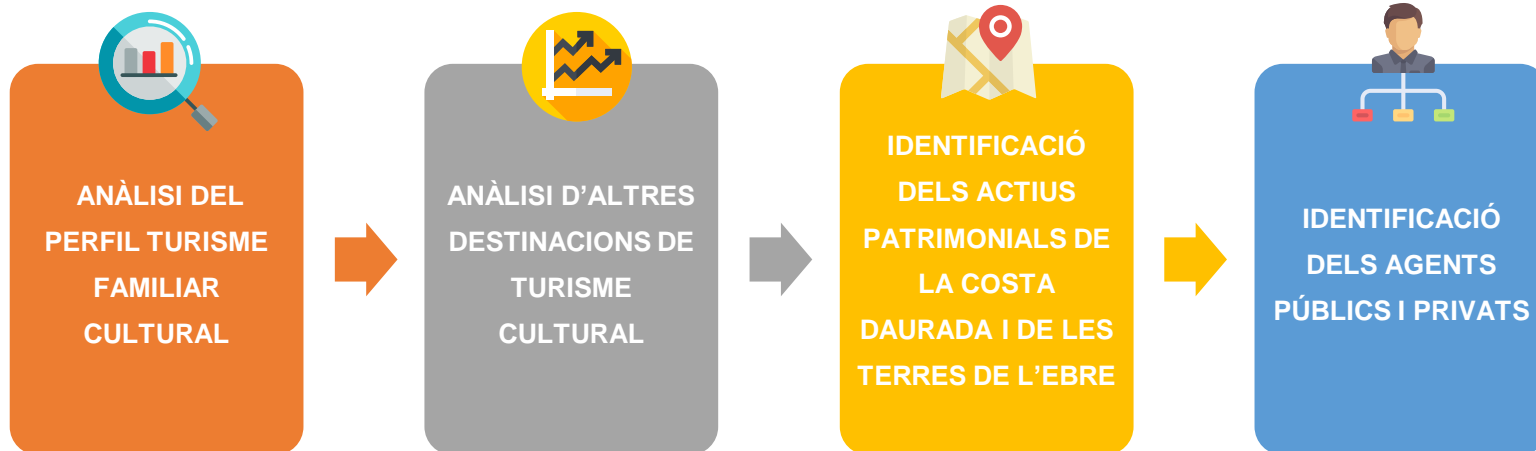 ANÀLISI DEL
PERFIL TURISME
FAMILIAR
CULTURAL
ANÀLISI D’ALTRES
DESTINACIONS DE
TURISME
CULTURAL
IDENTIFICACIÓ
DELS ACTIUS
PATRIMONIALS DE
LA COSTA
DAURADA I DE LES
TERRES DE L’EBRE
IDENTIFICACIÓ
DELS AGENTS
PÚBLICS I PRIVATS